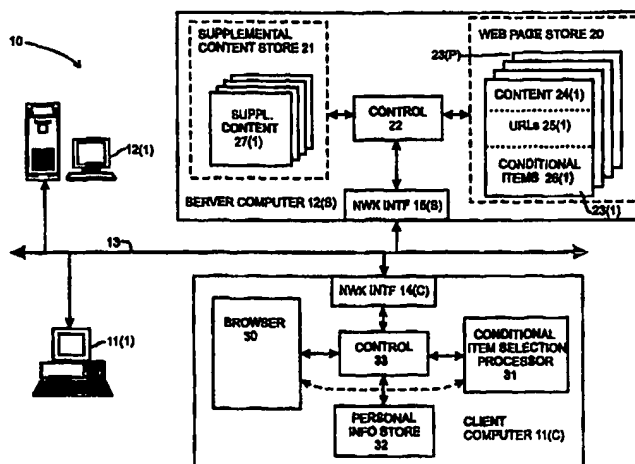 10
12(1)
SUPPLEMENTAL
CONTENT STORE 21
SUPPL.
CONTENT
27(1)
CONTROL
22
WEB PAGE STORE 20
23(P)
CONTENT 24(1)
URLs 25(1)
CONDITIONAL
ITEMS 26(1)
23(1)
SERVER COMPUTER 12(S)
NWK INTF 15(S)
13
11(1)
NWK INTF 14(C)
BROWSER
30
CONTROL
33
CONDITIONAL
ITEM SELECTION
PROCESSOR
31
PERSONAL
INFO STORE
32
CLIENT
COMPUTER 11(C)